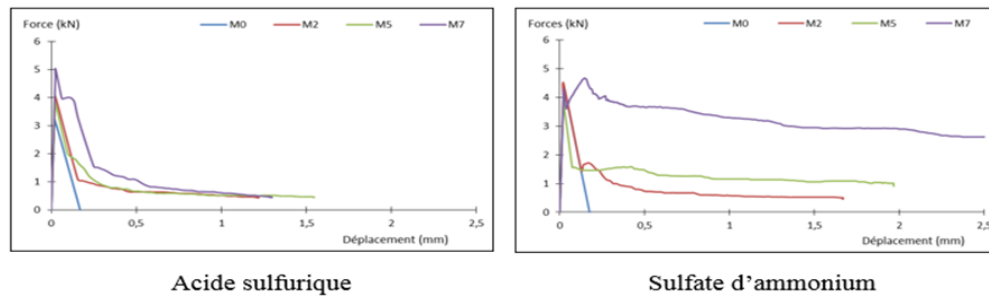 Force (kN) M0 M2 M5 M7
6
5
4
3
2
1
0
0 0,5 1 1,5 2 2,5
Déplacement (mm)
Acide sulfurique
Forces (kN) M0 M2 M5 M7
6
5
4
3
2
1
0
0 0,5 1 1,5 2 2,5
Déplacement (mm)
Sulfate d’ammonium